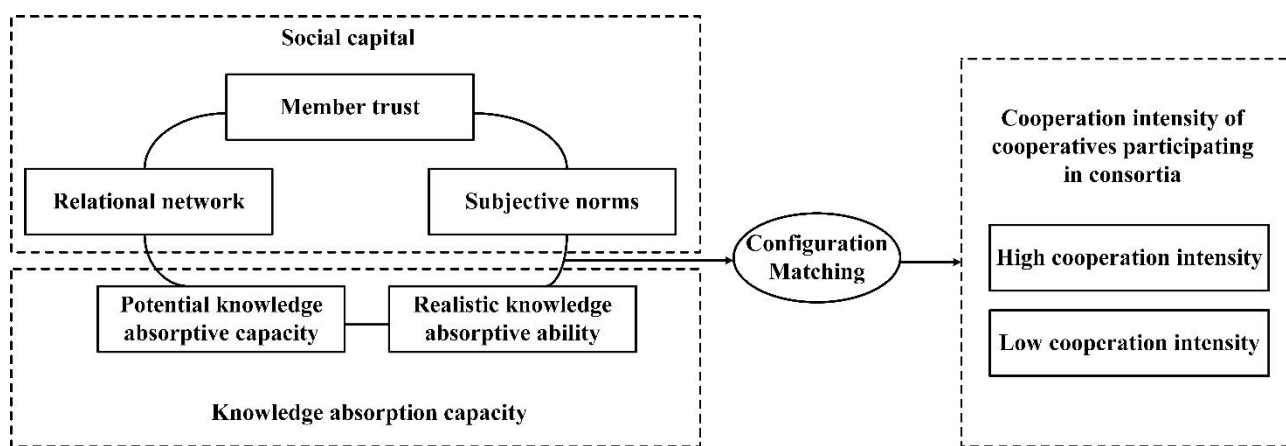 Social capital
Member trust
Relational network
Subjective norms
Potential knowledge
absorptive capacity
Realistic knowledge
absorptive ability
Knowledge absorption capacity
Configuration
Matching
Cooperation intensity of
cooperatives participating
in consortia
High cooperation intensity
Low cooperation intensity